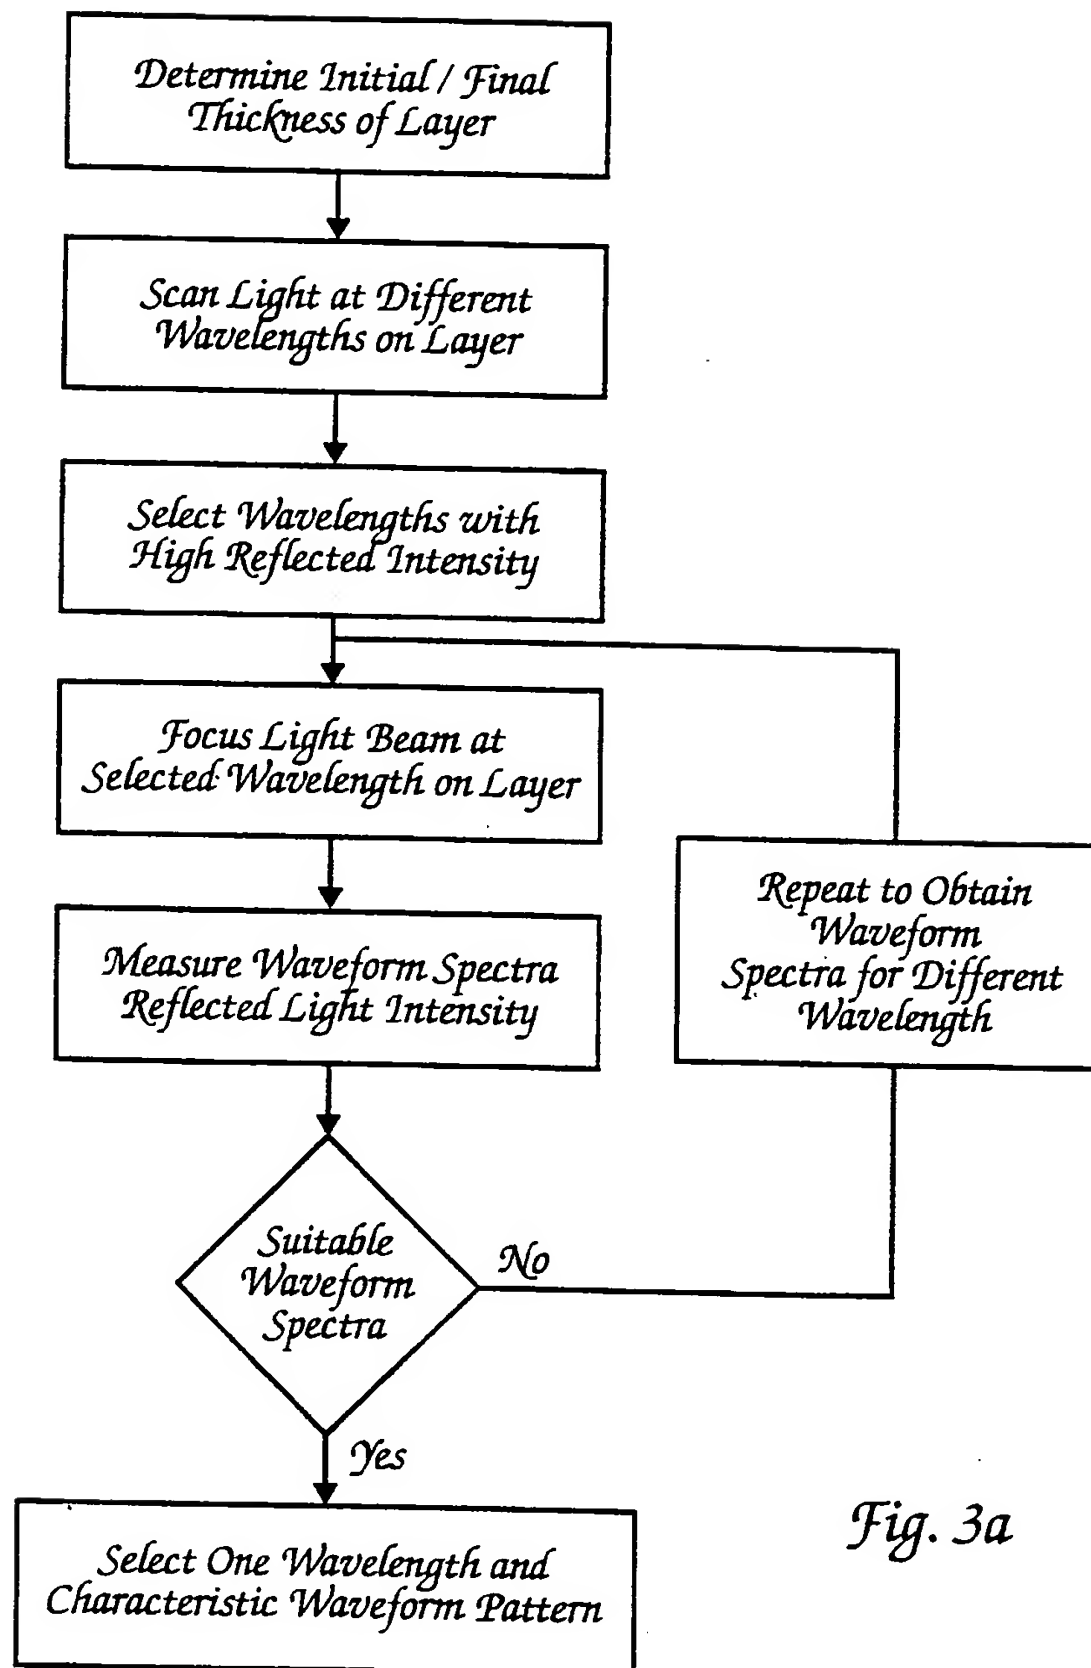 Determine Initial / Final
Thickness of Layer
Scan Light at Different
Wavelengths on Layer
Select Wavelengths with
High Reflected Intensity
Focus Light Beam at
Selected Wavelength on Layer
Measure Waveform Spectra
Reflected Light Intensity
Repeat to Obtain
Waveform
Spectra for Different
Wavelength
Suitable
Waveform
Spectra
No
Yes
Select One Wavelength and
Characteristic Waveform Pattern
Fig. 3a